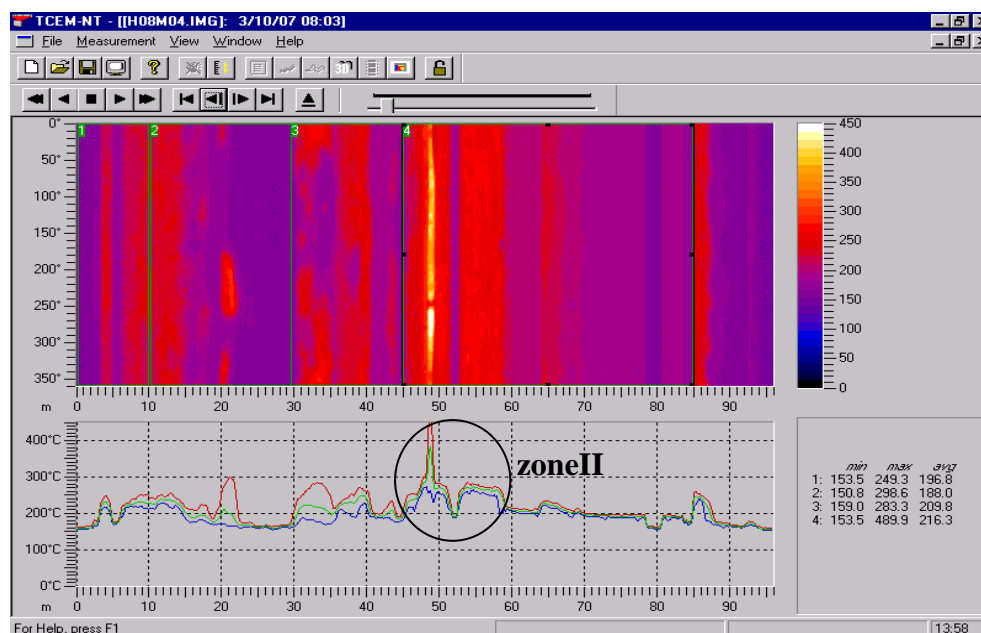 TCEM-NT - [[H08M04.IMG]: 3/10/07 08:03]
File Measurement View Window Help
3D
0° 1 2 3 4
50°
100°
150°
200°
250°
300°
350°
m 0 10 20 30 40 50 60 70 80 90
450
400
350
300
250
200
150
100
50
0
400°C
300°C
200°C
100°C
0°C
m 0 10 20 30 40 50 60 70 80 90
zoneII
min max avg
1: 153.5 249.3 196.8
2: 150.8 298.6 188.0
3: 159.0 283.3 209.8
4: 153.5 489.9 216.3
For Help, press F1 13:58